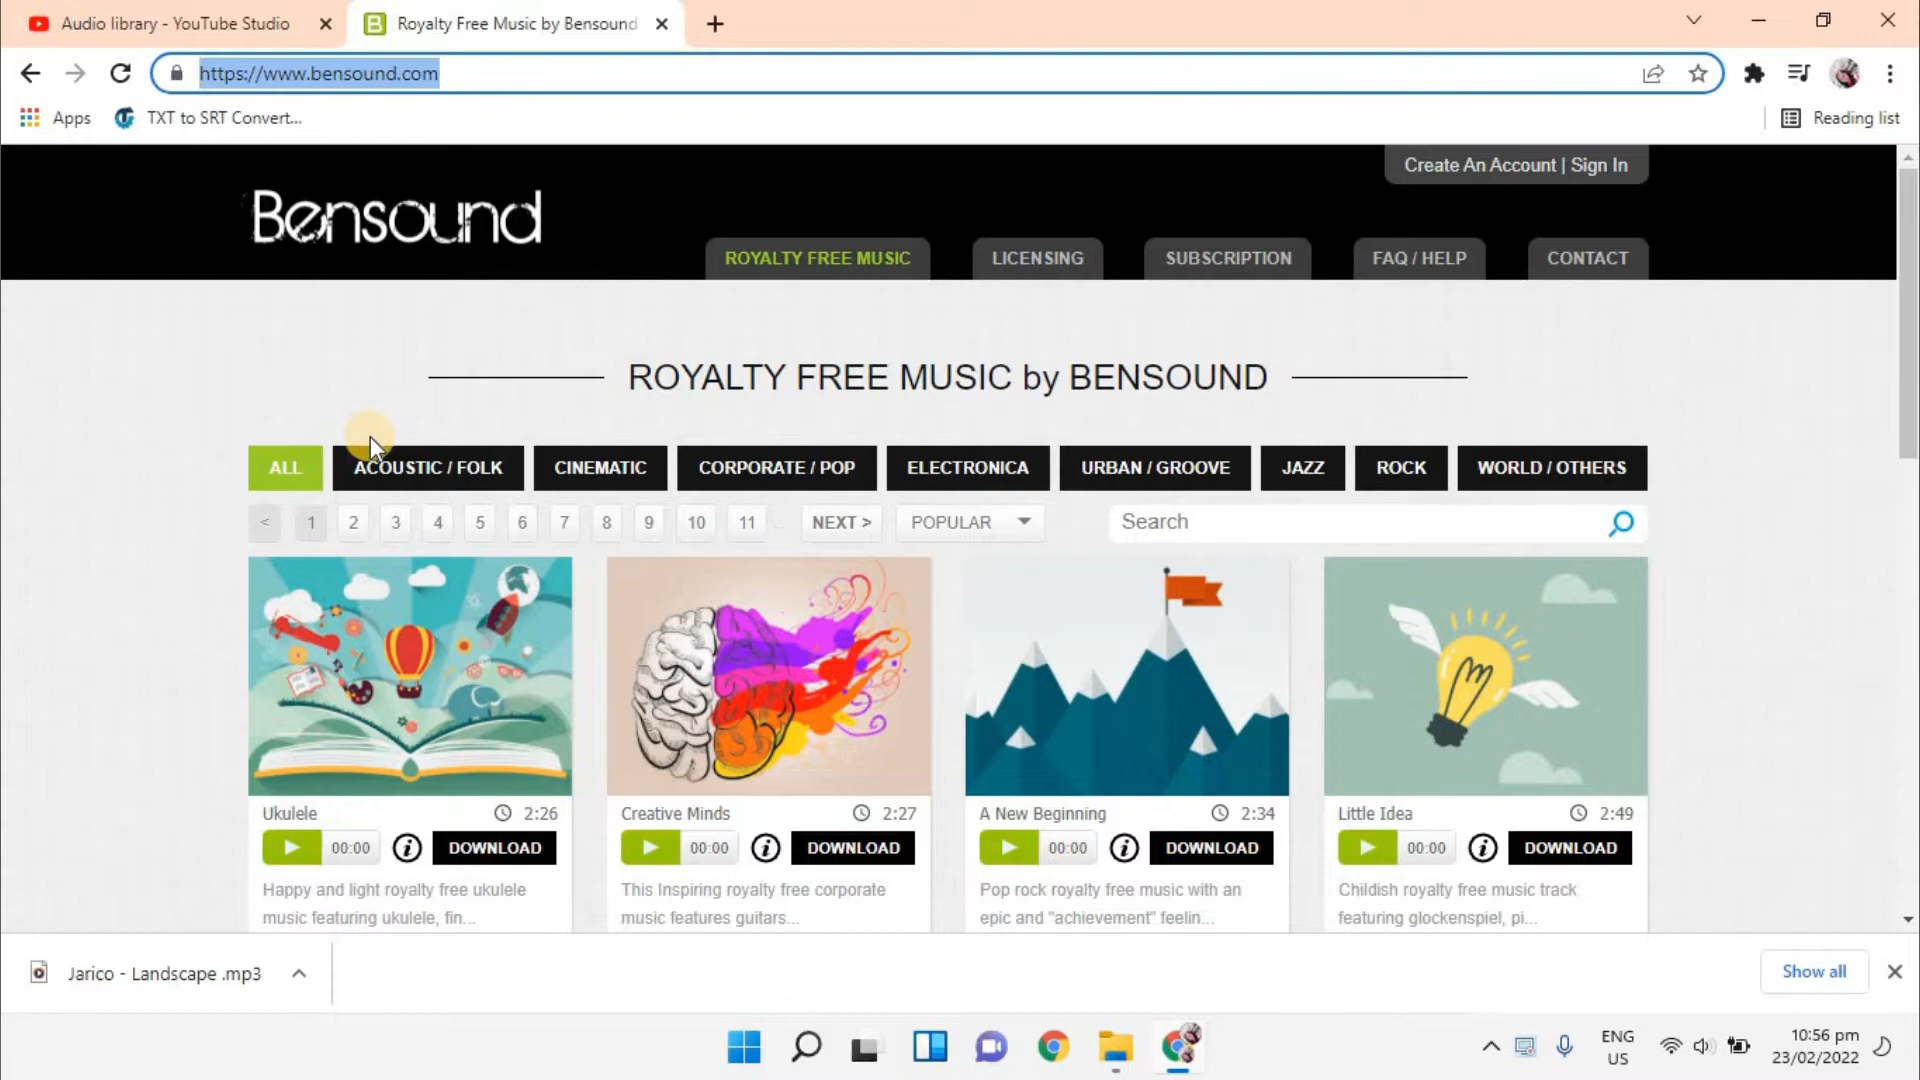 Audio library - YouTube Studio
Royalty Free Music by Bensound
https://www.bensound.com
Apps
TXT to SRT Convert...
Reading list
Create An Account | Sign In
Bensound
ROYALTY FREE MUSIC
LICENSING
SUBSCRIPTION
FAQ / HELP
CONTACT
ROYALTY FREE MUSIC by BENSOUND
ALL
ACOUSTIC / FOLK
CINEMATIC
CORPORATE / POP
ELECTRONICA
URBAN / GROOVE
JAZZ
ROCK
WORLD / OTHERS
< 1 2 3 4 5 6 7 8 9 10 11 ... NEXT >
POPULAR
Search
Ukulele 2:26
00:00 i DOWNLOAD
Happy and light royalty free ukulele
music featuring ukulele, fin...
Creative Minds 2:27
00:00 i DOWNLOAD
This Inspiring royalty free corporate
music features guitars...
A New Beginning 2:34
00:00 i DOWNLOAD
Pop rock royalty free music with an
epic and "achievement" feelin...
Little Idea 2:49
00:00 i DOWNLOAD
Childish royalty free music track
featuring glockenspiel, pi...
Jarico - Landscape .mp3
Show all
ENG
US
10:56 pm
23/02/2022